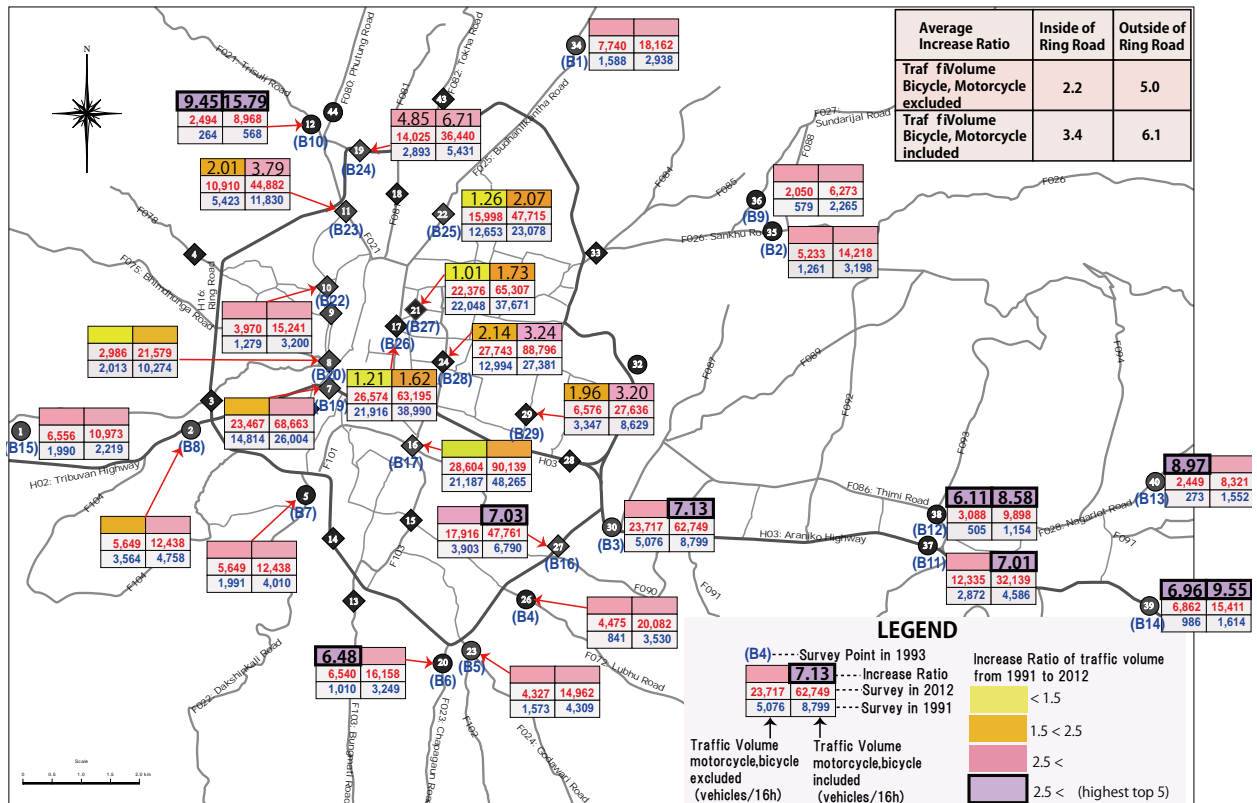 N
F021: Trisuli Road
F080: Phutung Road
F081
F082: Tokha Road
F025: Budhanilkantha Road
34
(B1)
7,740 18,162
1,588 2,938
Average Increase Ratio
Inside of Ring Road
Outside of Ring Road
Traf fiVolume Bicycle, Motorcycle excluded
2.2
5.0
Traf fiVolume Bicycle, Motorcycle included
3.4
6.1
9.45 15.79
2,494 8,968
264 568
12
(B10)
44
43
19
(B24)
4.85 6.71
14,025 36,440
2,893 5,431
F027: Sundarijal Road
F088
F084
F085
F026
2.01 3.79
10,910 44,882
5,423 11,830
11
(B23)
18
F081
22
(B25)
1.26 2.07
15,998 47,715
12,653 23,078
36
(B9)
2,050 6,273
579 2,265
35
(B2)
F026: Sankhu Road
5,233 14,218
1,261 3,198
F078
4
F021
33
F075: Bhimdhunga Road
H16: Ring Road
10
(B22)
9
3,970 15,241
1,279 3,200
1.01 1.73
22,376 65,307
22,048 37,671
21
(B27)
17
(B26)
2,986 21,579
2,013 10,274
8
(B20)
2.14 3.24
27,743 88,796
12,994 27,381
24
(B28)
32
F087
F089
F094
F092
7
(B19)
1.21 1.62
26,574 63,195
21,916 38,990
3
23,467 68,663
14,814 26,004
1.96 3.20
6,576 27,636
3,347 8,629
29
(B29)
1
(B15)
6,556 10,973
1,990 2,219
2
(B8)
H02: Tribuvan Highway
F104
F101
16
(B17)
28,604 90,139
21,187 48,265
H03
28
F093
F086: Thimi Road
8.97
2,449 8,321
273 1,552
40
(B13)
5
(B7)
6.11 8.58
3,088 9,898
505 1,154
38
(B12)
F028: Nagarkot Road
F097
5,649 12,438
3,564 4,758
5,649 12,438
1,991 4,010
14
15
F103
7.03
17,916 47,761
3,903 6,790
27
(B16)
30
(B3)
7.13
23,717 62,749
5,076 8,799
H03: Araniko Highway
37
(B11)
7.01
12,335 32,139
2,872 4,586
F104
13
F090
F091
26
(B4)
4,475 20,082
841 3,530
6.96 9.55
6,862 15,411
986 1,614
39
(B14)
6.48
6,540 16,158
1,010 3,249
20
(B6)
23
(B5)
4,327 14,962
1,573 4,309
F072: Lubhu Road
F022: Dakshinkali Road
F103: Bungmati Road
F023: Chapagaun Road
F102
F024: Godawari Road
LEGEND
(B4) Survey Point in 1993
7.13 Increase Ratio
23,717 62,749 Survey in 2012
5,076 8,799 Survey in 1991
Traffic Volume motorcycle,bicycle excluded (vehicles/16h)
Traffic Volume motorcycle,bicycle included (vehicles/16h)
Increase Ratio of traffic volume from 1991 to 2012
< 1.5
1.5 < 2.5
2.5 <
2.5 < (highest top 5)
Scale
0.0 0.5 1.0 2.0 km